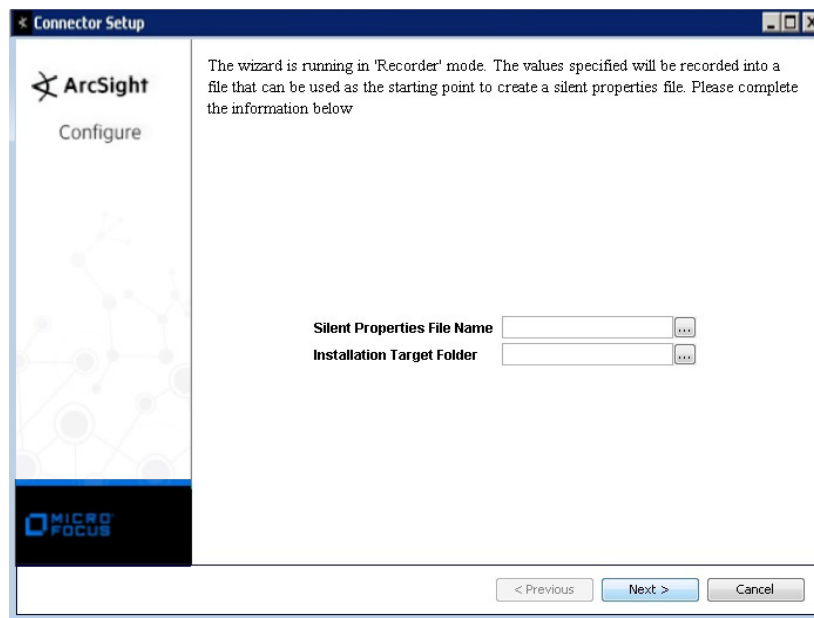 Connector Setup
ArcSight
Configure
The wizard is running in 'Recorder' mode. The values specified will be recorded into a
file that can be used as the starting point to create a silent properties file. Please complete
the information below
Silent Properties File Name
...
Installation Target Folder
...
MICRO
FOCUS
< Previous
Next >
Cancel